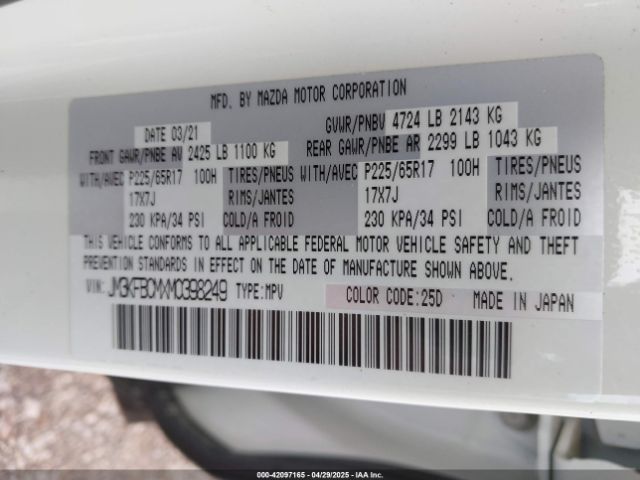 MFD. BY MAZDA MOTOR CORPORATION
DATE 03/21 GVWR/PNBV 4724 LB 2143 KG
FRONT GAWR/PNBE AV 2425 LB 1100 KG REAR GAWR/PNBE AR 2299 LB 1043 KG
WITH/AVEC P225/65R17 100H TIRES/PNEUS WITH/AVEC P225/65R17 100H TIRES/PNEUS
17X7J RIMS/JANTES 17X7J RIMS/JANTES
230 KPA/34 PSI COLD/A FROID 230 KPA/34 PSI COLD/A FROID
THIS VEHICLE CONFORMS TO ALL APPLICABLE FEDERAL MOTOR VEHICLE SAFETY AND THEFT
PREVENTION STANDARDS IN EFFECT ON THE DATE OF MANUFACTURE SHOWN ABOVE.
VIN: JM3KFBCMXM0398249 TYPE:MPV COLOR CODE:25D MADE IN JAPAN
000-42097165 04/29/2025 IAAI.COM